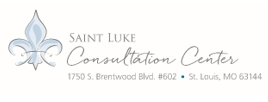 SAINT LUKE
Consultation Center
1750 S. Brentwood Blvd. #602 • St. Louis, MO 63144